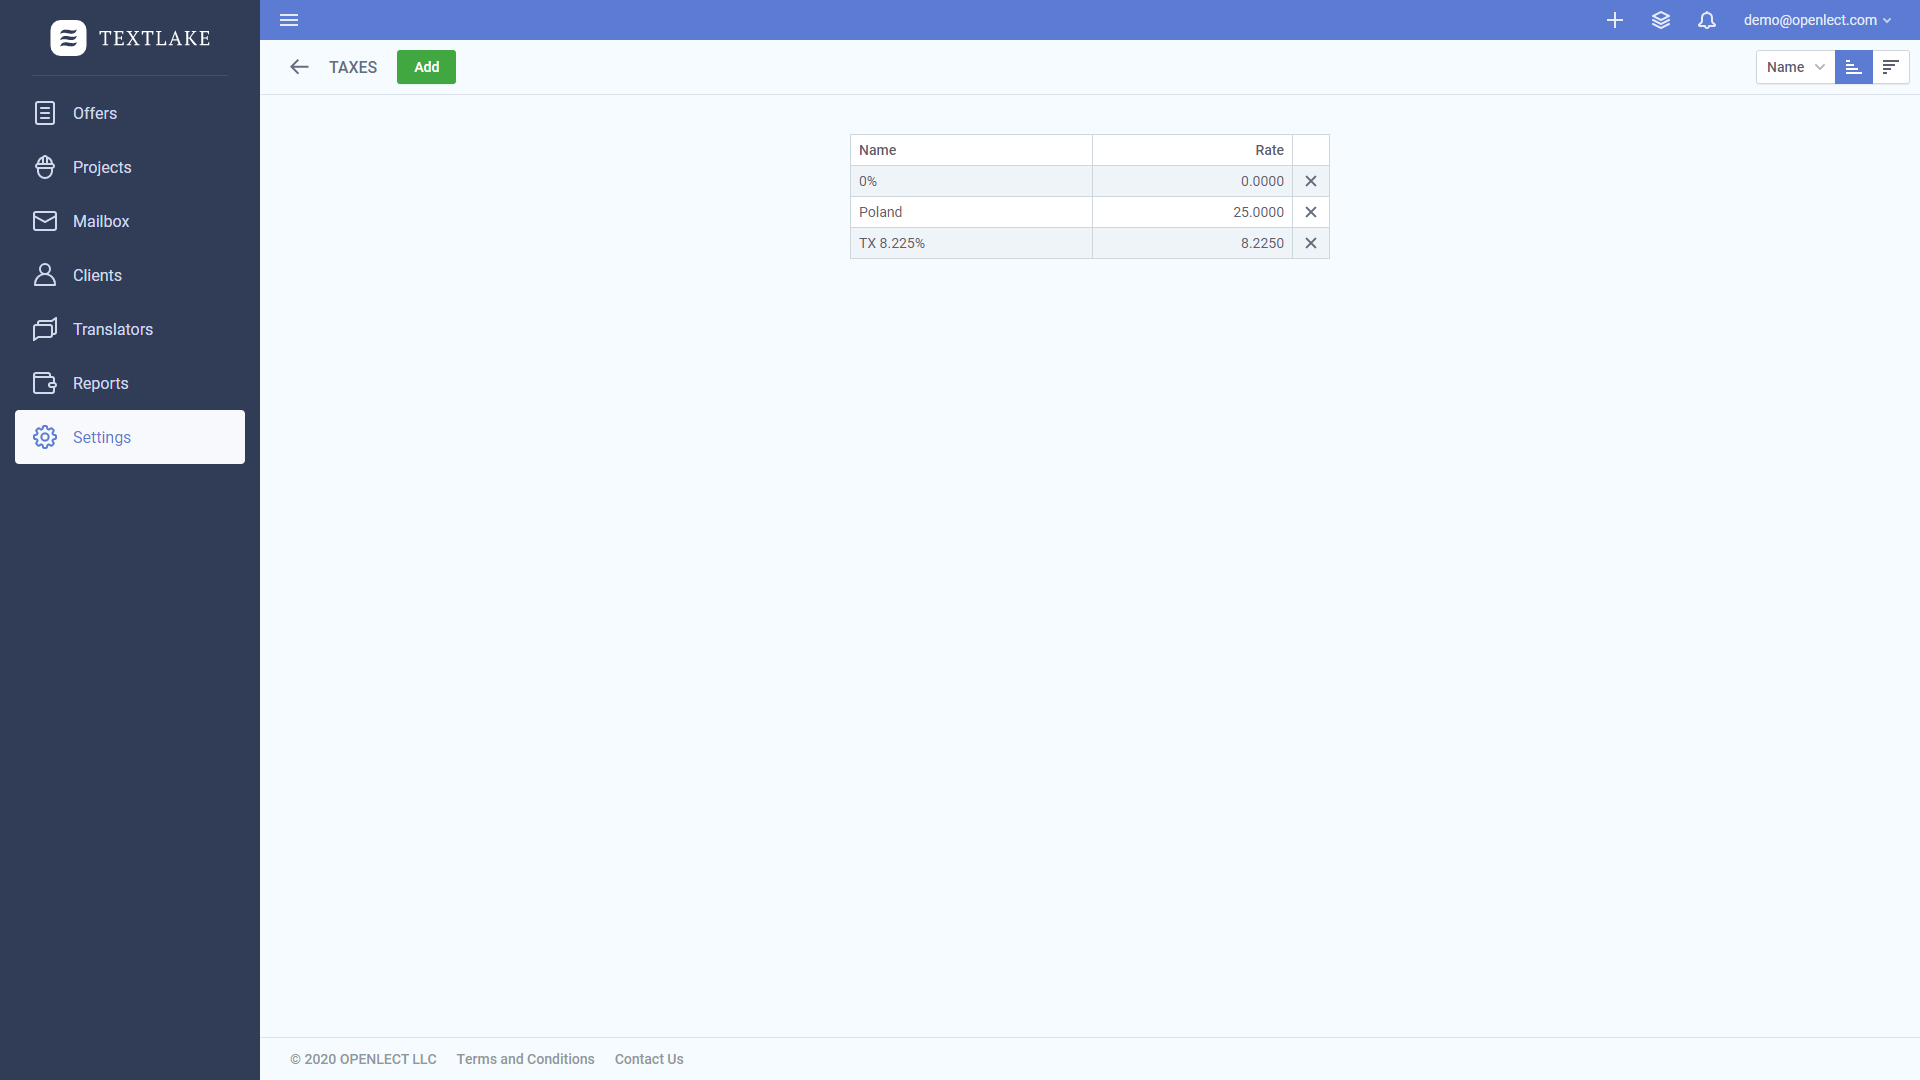 TEXTLAKE
Offers
Projects
Mailbox
Clients
Translators
Reports
Settings
demo@openlect.com
TAXES
Add
Name
Name Rate
0% 0.0000
Poland 25.0000
TX 8.225% 8.2250
© 2020 OPENLECT LLC Terms and Conditions Contact Us